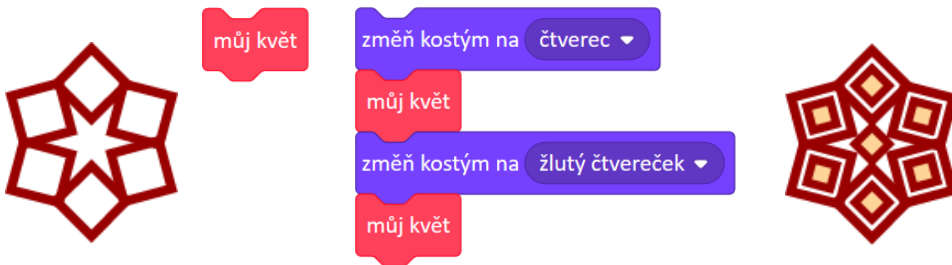 můj květ
změň kostým na čtverec
můj květ
změň kostým na žlutý čtvereček
můj květ